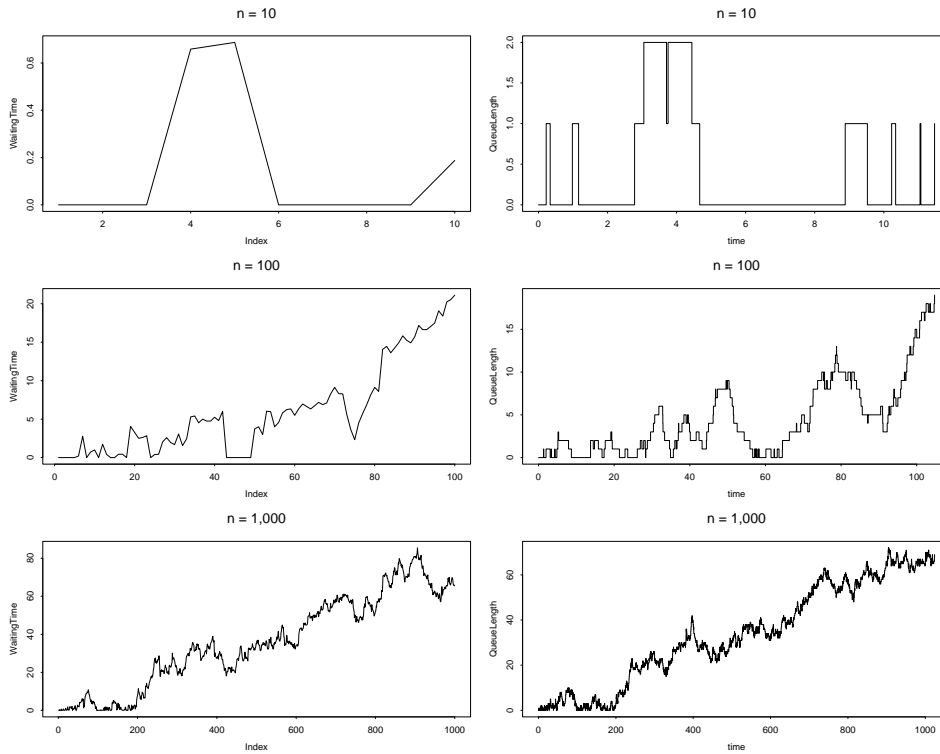 n = 10
WaitingTime
0.0 0.2 0.4 0.6
2 4 6 8 10
Index
n = 10
QueueLength
0.0 0.5 1.0 1.5 2.0
0 2 4 6 8 10
time
n = 100
WaitingTime
0 5 10 15 20
0 20 40 60 80 100
Index
n = 100
QueueLength
0 5 10 15
0 20 40 60 80 100
time
n = 1,000
WaitingTime
0 20 40 60 80
0 200 400 600 800 1000
Index
n = 1,000
QueueLength
0 20 40 60
0 200 400 600 800 1000
time